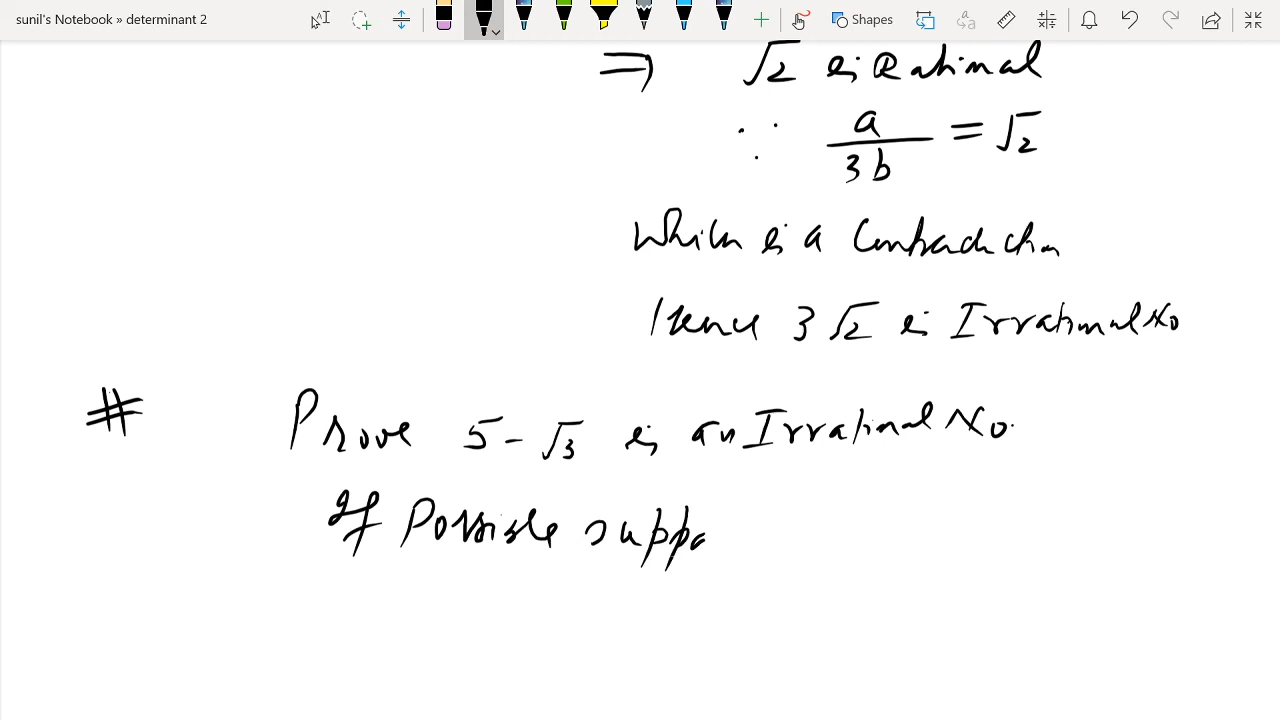 sunil's Notebook » determinant 2
Shapes
⇒ √2 is Rational
∵ a/3b = √2
Which is a Contradiction
Hence 3√2 is Irrational No
# Prove 5-√3 is an Irrational No.
If Possible suppo